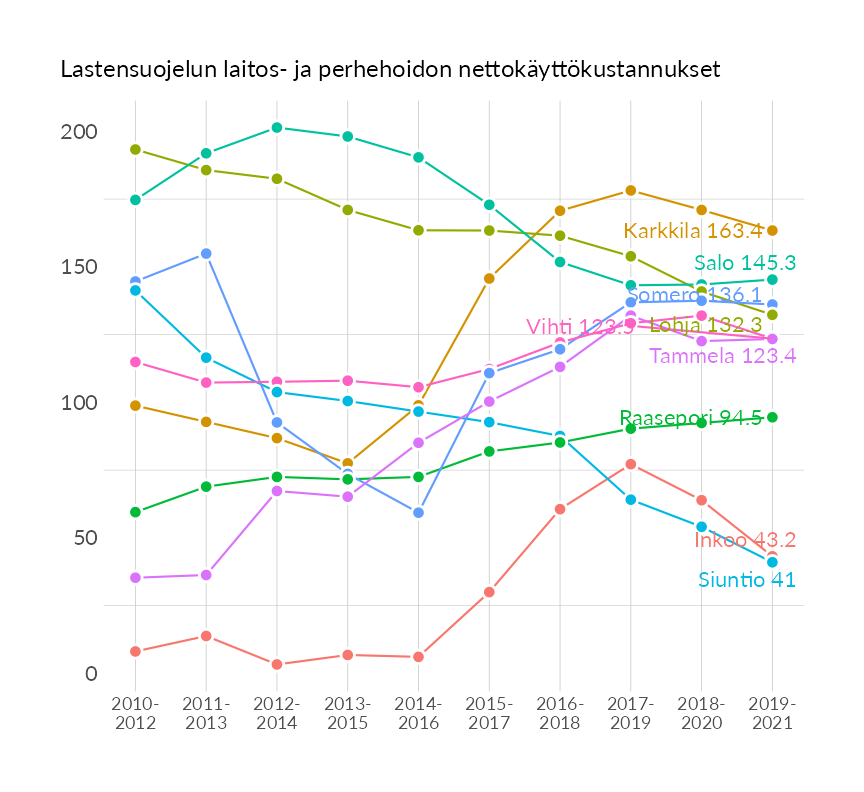 Lastensuojelun laitos- ja perhehoidon nettokäyttökustannukset
200
150
100
50
0
Karkkila 163.4
Salo 145.3
Somero 136.1
Lohja 132.3
Vihti 123.5
Tammela 123.4
Raasepori 94.5
Inkoo 43.2
Siuntio 41
2010-
2012
2011-
2013
2012-
2014
2013-
2015
2014-
2016
2015-
2017
2016-
2018
2017-
2019
2018-
2020
2019-
2021